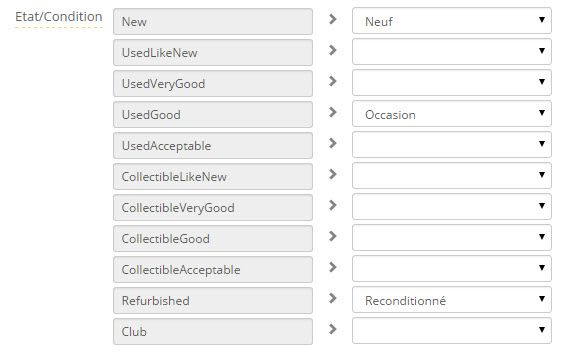 Etat/Condition New Neuf
UsedLikeNew
UsedVeryGood
UsedGood Occasion
UsedAcceptable
CollectibleLikeNew
CollectibleVeryGood
CollectibleGood
CollectibleAcceptable
Refurbished Reconditionné
Club